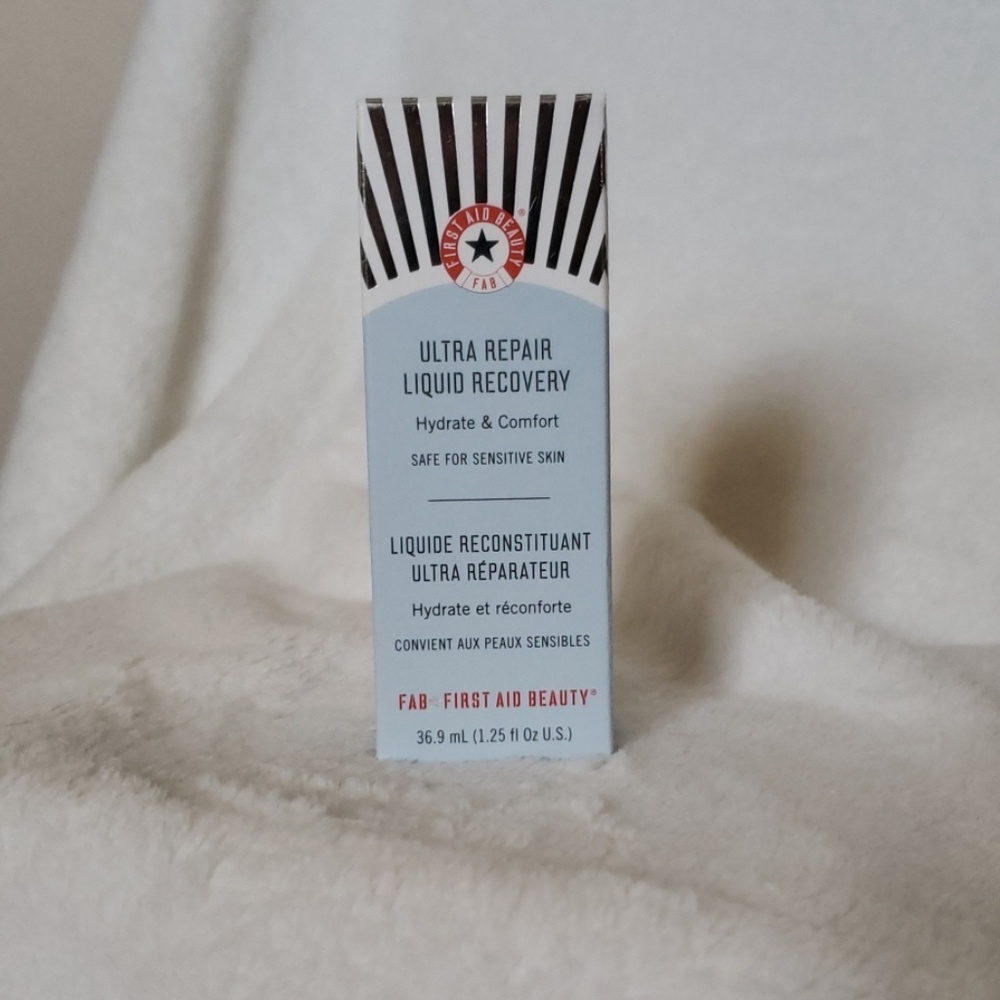 FIRST AID BEAUTY®
FAB
ULTRA REPAIR
LIQUID RECOVERY
Hydrate & Comfort
SAFE FOR SENSITIVE SKIN
LIQUIDE RECONSTITUANT
ULTRA RÉPARATEUR
Hydrate et réconforte
CONVIENT AUX PEAUX SENSIBLES
FAB FIRST AID BEAUTY®
36.9 mL (1.25 fl Oz U.S.)